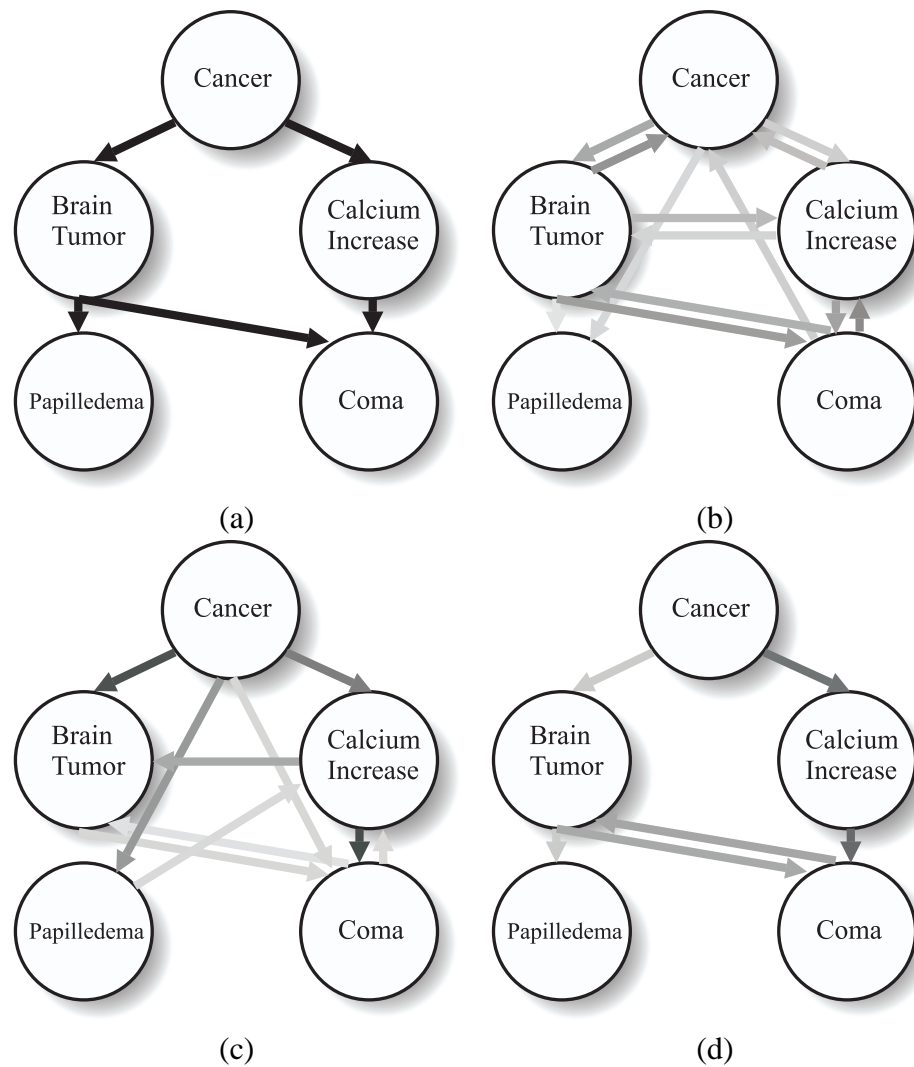 Cancer
Cancer
Brain
Tumor
Calcium
Increase
Brain
Tumor
Calcium
Increase
Papilledema
Coma
Papilledema
Coma
(a)
(b)
Cancer
Cancer
Brain
Tumor
Calcium
Increase
Brain
Tumor
Calcium
Increase
Papilledema
Coma
Papilledema
Coma
(c)
(d)